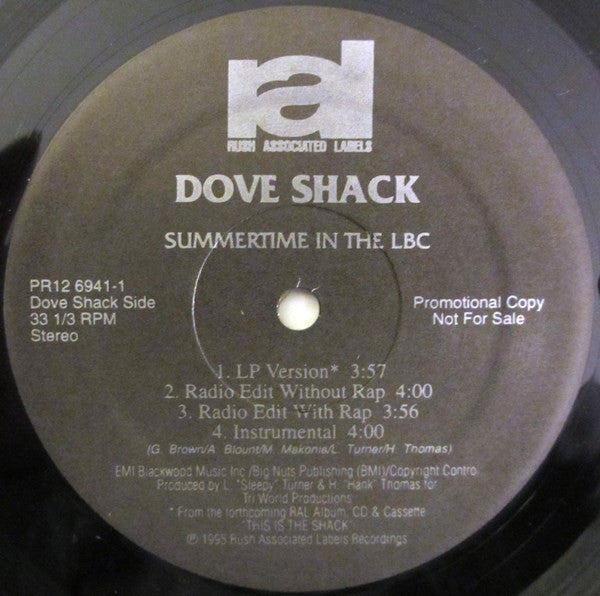 ral
RUSH ASSOCIATED LABELS
DOVE SHACK
SUMMERTIME IN THE LBC
PR12 6941-1
Dove Shack Side
33 1/3 RPM
Stereo
Promotional Copy
Not For Sale
1. LP Version* 3:57
2. Radio Edit Without Rap 4:00
3. Radio Edit With Rap 3:56
4. Instrumental 4:00
(G. Brown/A. Blount/M. Makonie/L. Turner/H. Thomas)
EMI Blackwood Music Inc./Big Nuts Publishing (BMI)/Copyright Contro
Produced by L. "Sleepy" Turner & H. "Hank" Thomas for
Tri World Productions
* From the forthcoming RAL Album, CD & Cassette
"THIS IS THE SHACK"
℗ 1995 Rush Associated Labels Recordings